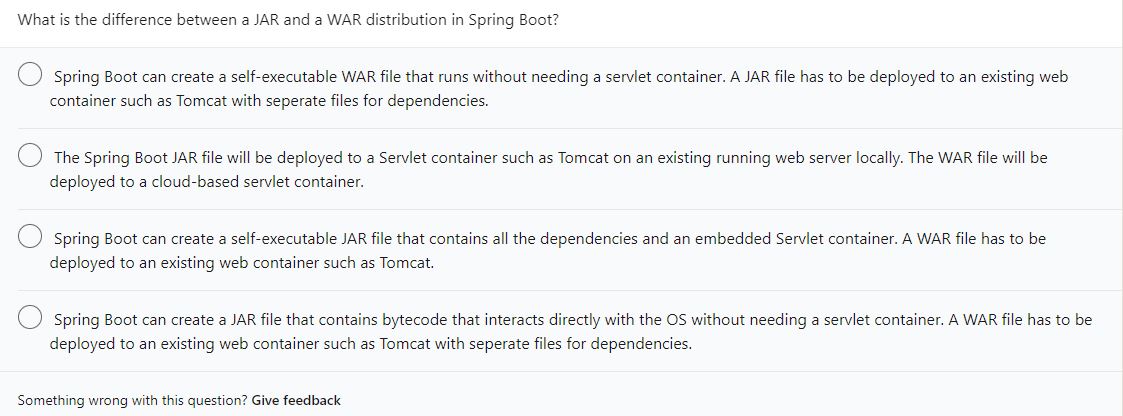 What is the difference between a JAR and a WAR distribution in Spring Boot?
Spring Boot can create a self-executable WAR file that runs without needing a servlet container. A JAR file has to be deployed to an existing web
container such as Tomcat with seperate files for dependencies.
The Spring Boot JAR file will be deployed to a Servlet container such as Tomcat on an existing running web server locally. The WAR file will be
deployed to a cloud-based servlet container.
Spring Boot can create a self-executable JAR file that contains all the dependencies and an embedded Servlet container. A WAR file has to be
deployed to an existing web container such as Tomcat.
Spring Boot can create a JAR file that contains bytecode that interacts directly with the OS without needing a servlet container. A WAR file has to be
deployed to an existing web container such as Tomcat with seperate files for dependencies.
Something wrong with this question? Give feedback